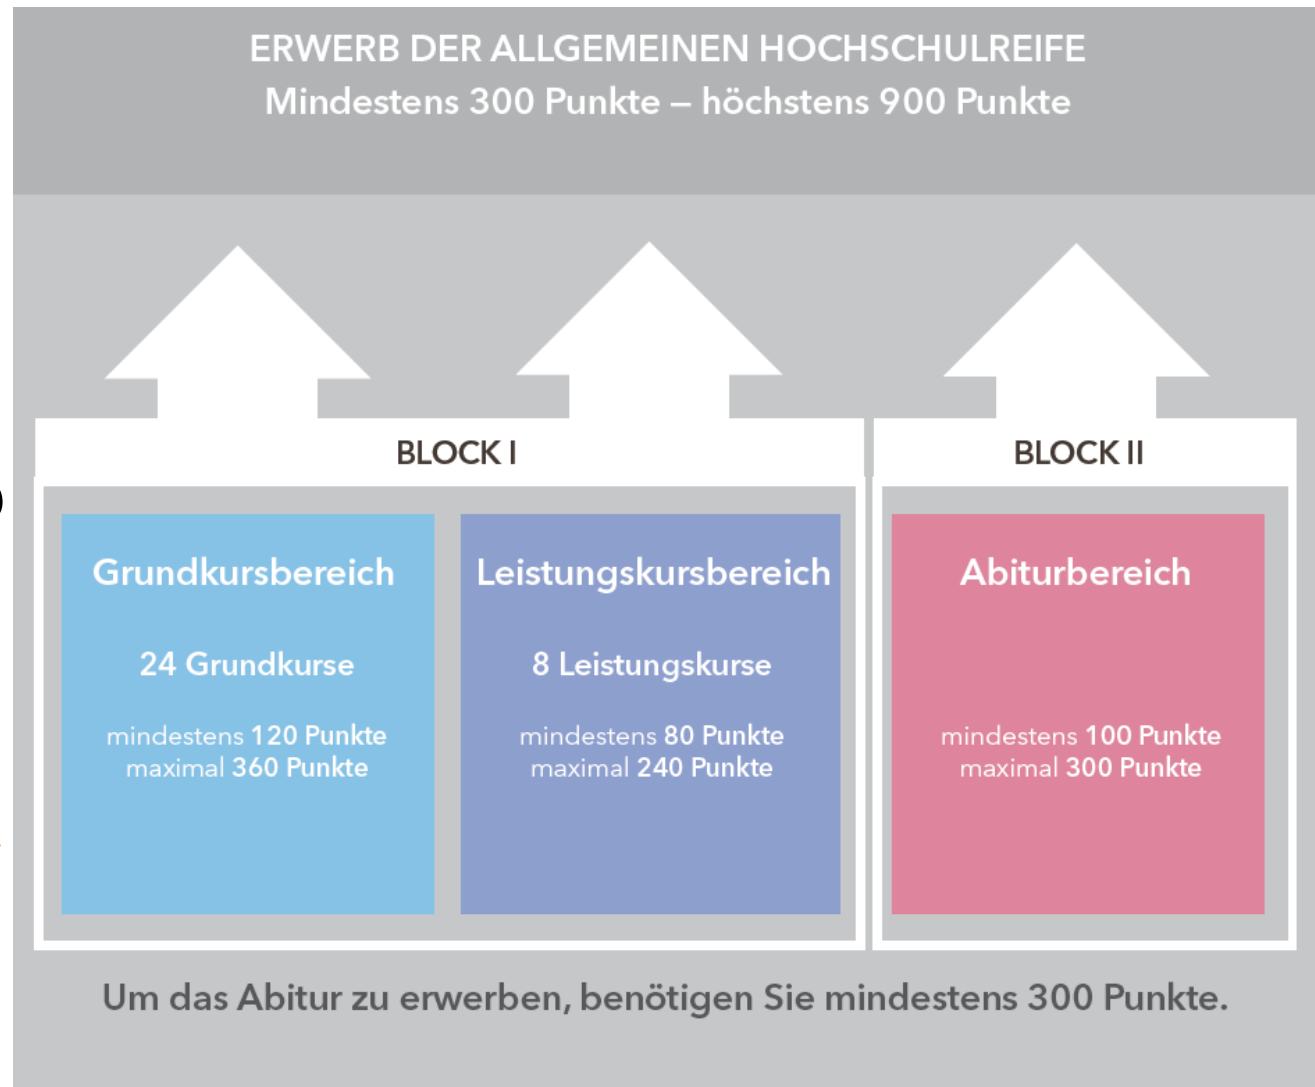 ERWERB DER ALLGEMEINEN HOCHSCHULREIFE
Mindestens 300 Punkte – höchstens 900 Punkte
BLOCK I
Grundkursbereich
24 Grundkurse
mindestens 120 Punkte
maximal 360 Punkte
Leistungskursbereich
8 Leistungskurse
mindestens 80 Punkte
maximal 240 Punkte
BLOCK II
Abiturbereich
mindestens 100 Punkte
maximal 300 Punkte
Um das Abitur zu erwerben, benötigen Sie mindestens 300 Punkte.